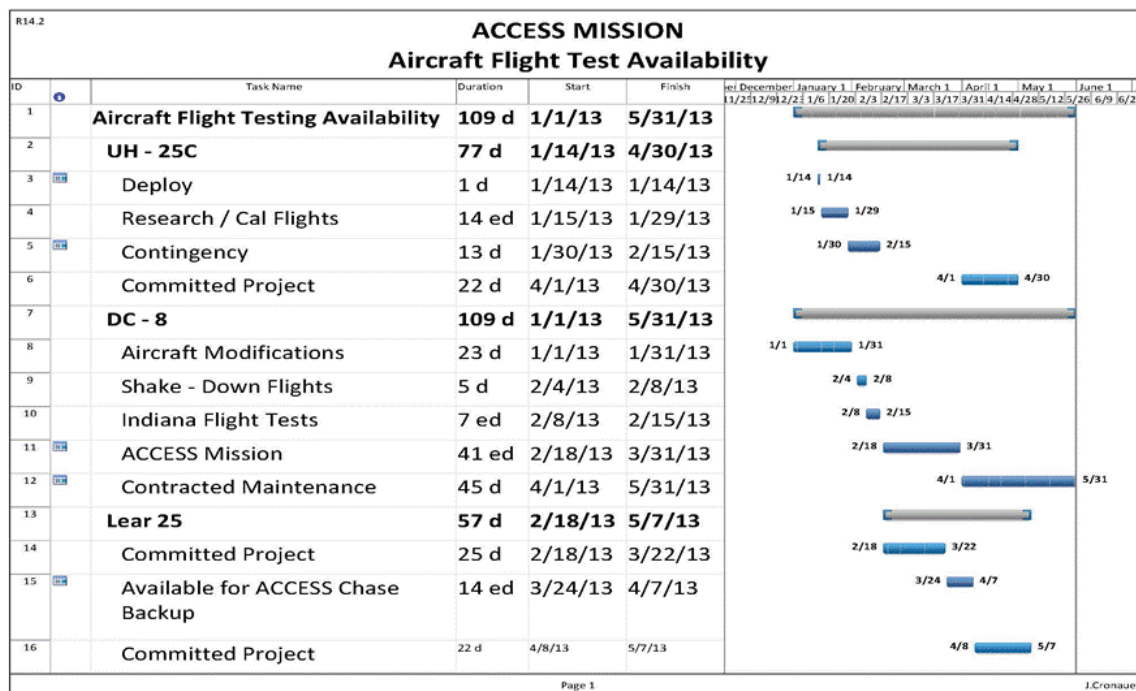 R14.2
ACCESS MISSION
Aircraft Flight Test Availability
ID Task Name Duration Start Finish December January 1 February March 1 April 1 May 1 June 1
11/25 12/9 12/23 1/6 1/20 2/3 2/17 3/3 3/17 3/31 4/14 4/28 5/12 5/26 6/9 6/2
1 Aircraft Flight Testing Availability 109 d 1/1/13 5/31/13
2 UH - 25C 77 d 1/14/13 4/30/13
3 Deploy 1 d 1/14/13 1/14/13 1/14 1/14
4 Research / Cal Flights 14 ed 1/15/13 1/29/13 1/15 1/29
5 Contingency 13 d 1/30/13 2/15/13 1/30 2/15
6 Committed Project 22 d 4/1/13 4/30/13 4/1 4/30
7 DC - 8 109 d 1/1/13 5/31/13
8 Aircraft Modifications 23 d 1/1/13 1/31/13 1/1 1/31
9 Shake - Down Flights 5 d 2/4/13 2/8/13 2/4 2/8
10 Indiana Flight Tests 7 ed 2/8/13 2/15/13 2/8 2/15
11 ACCESS Mission 41 ed 2/18/13 3/31/13 2/18 3/31
12 Contracted Maintenance 45 d 4/1/13 5/31/13 4/1 5/31
13 Lear 25 57 d 2/18/13 5/7/13
14 Committed Project 25 d 2/18/13 3/22/13 2/18 3/22
15 Available for ACCESS Chase 14 ed 3/24/13 4/7/13 3/24 4/7
Backup
16 Committed Project 22 d 4/8/13 5/7/13 4/8 5/7
Page 1 J.Cronaue